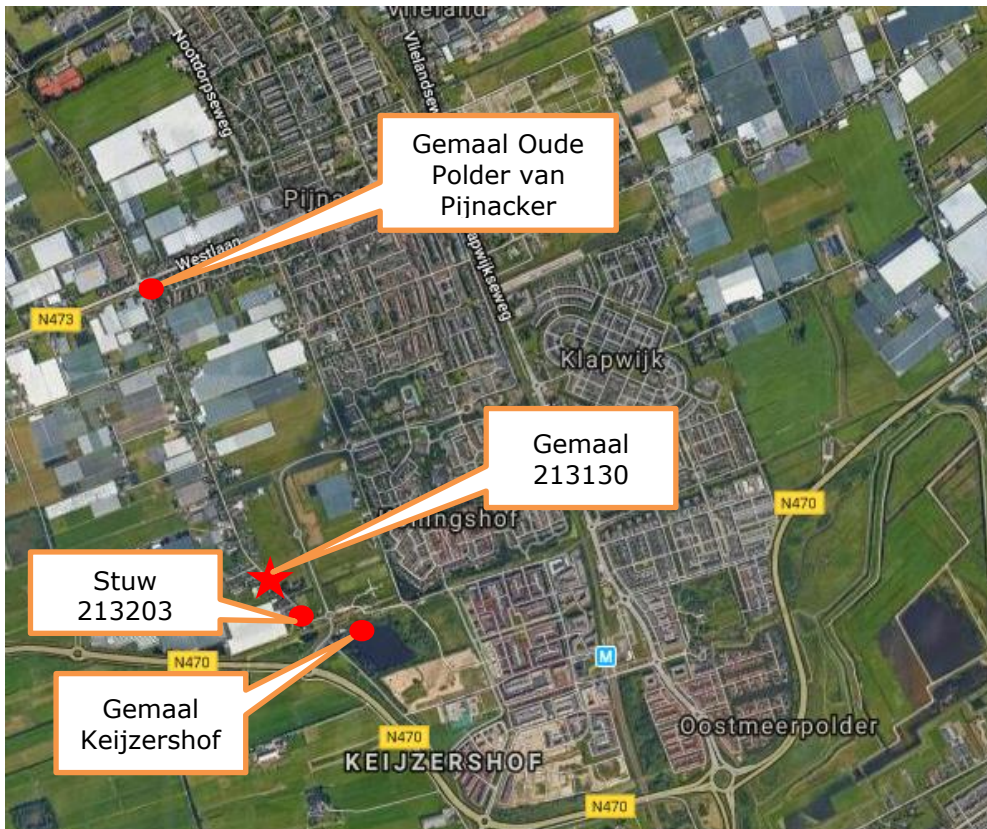 Vlieland
Nootdorpseweg
Gemaal Oude
Polder van
Pijnacker
Westlaan
N473
Klapwijk
Gemaal
213130
N470
Stuw
213203
N470
M
Gemaal
Keijzershof
Oostmeerpolder
N470
KEIJZERSHOF
N470